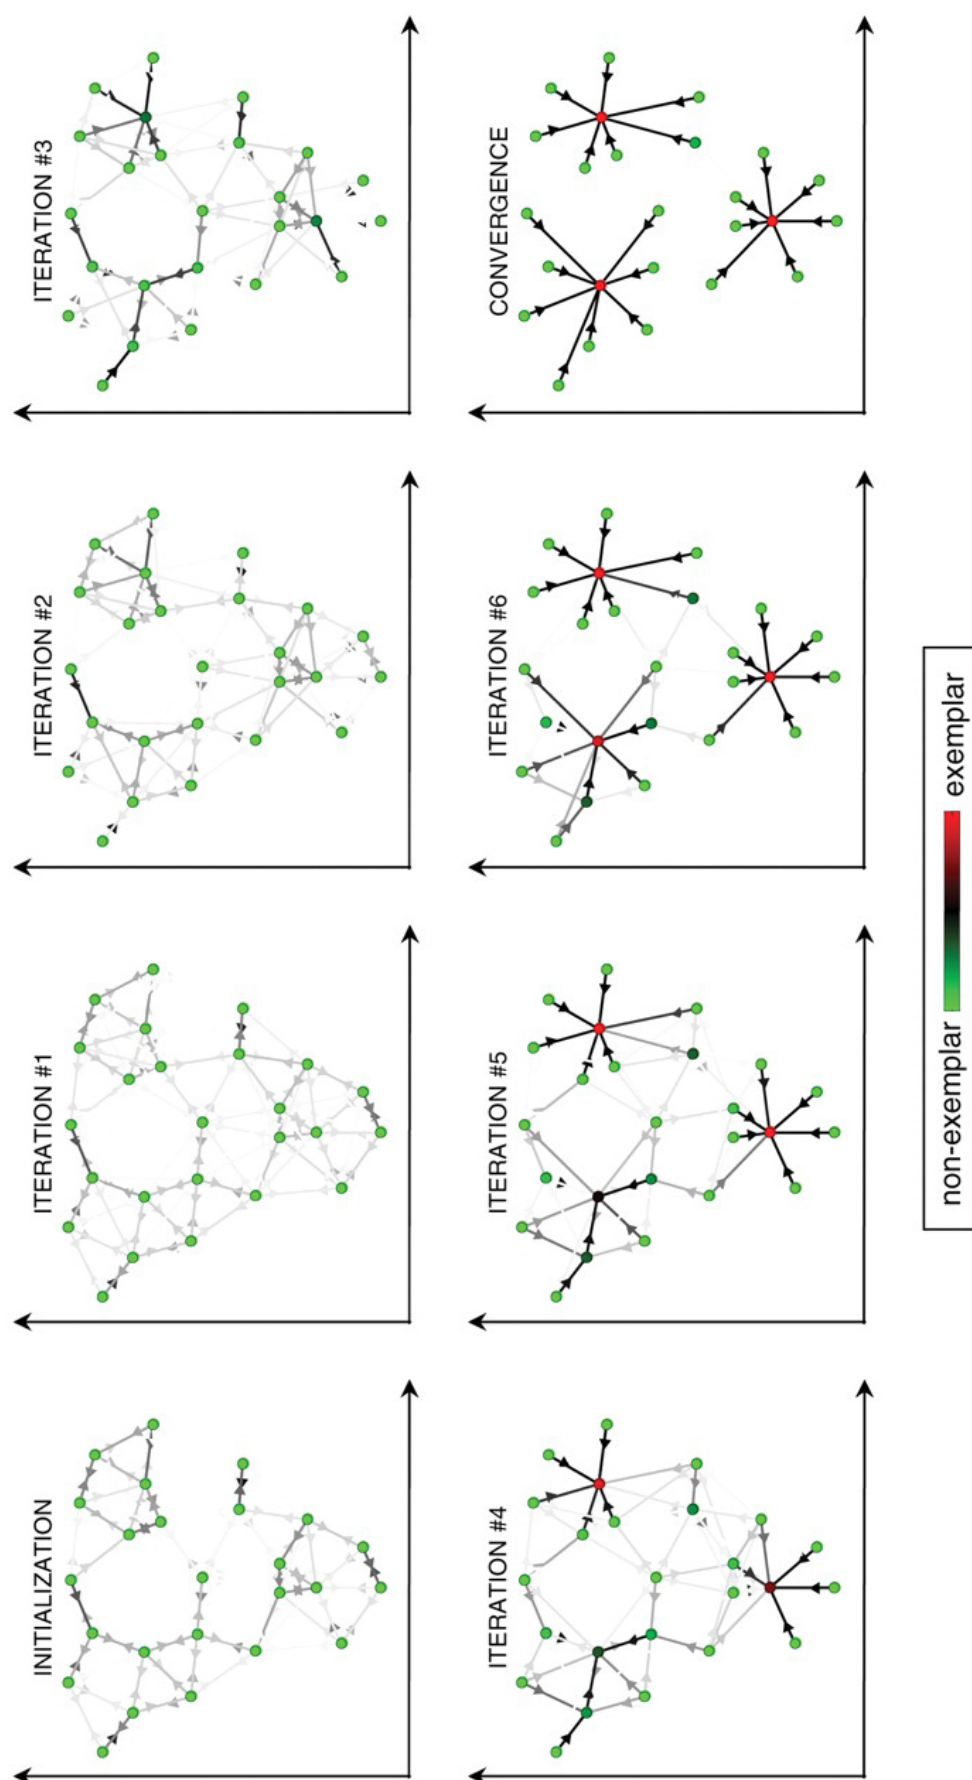 INITIALIZATION
ITERATION #1
ITERATION #2
ITERATION #3
ITERATION #4
ITERATION #5
ITERATION #6
CONVERGENCE
non-exemplar exemplar